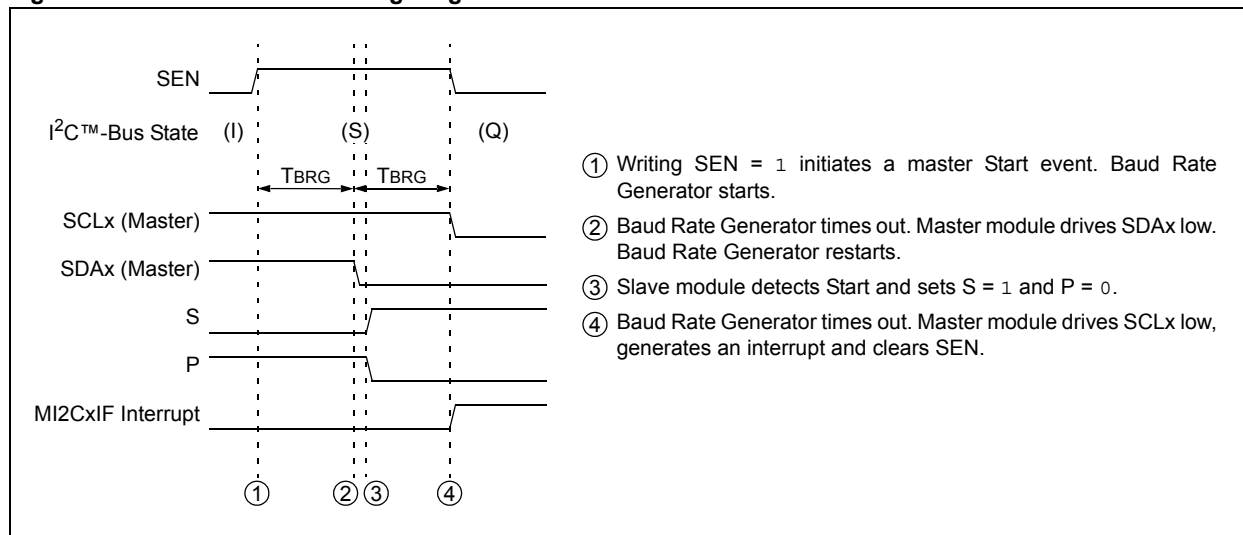 SEN
I2C™-Bus State (I) (S) (Q)
TBRG TBRG
SCLx (Master)
SDAx (Master)
S
P
MI2CxIF Interrupt
1 2 3 4
1 Writing SEN = 1 initiates a master Start event. Baud Rate
Generator starts.
2 Baud Rate Generator times out. Master module drives SDAx low.
Baud Rate Generator restarts.
3 Slave module detects Start and sets S = 1 and P = 0.
4 Baud Rate Generator times out. Master module drives SCLx low,
generates an interrupt and clears SEN.